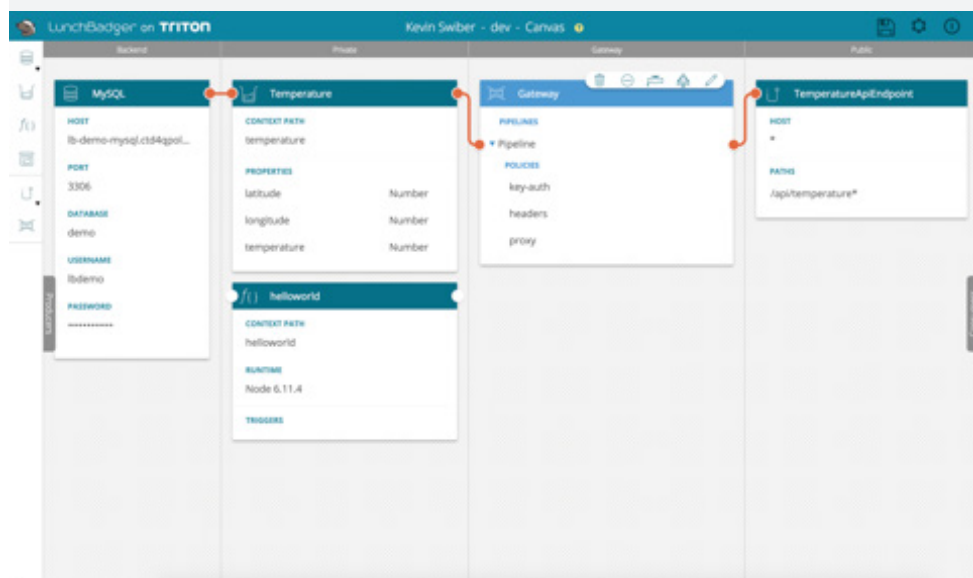 LunchBadger on TRITON
Kevin Swiber - dev - Canvas
Backend
Private
Gateway
Public
MySQL
HOST
lb-demo-mysql.ctd4qpol...
PORT
3306
DATABASE
demo
USERNAME
lbdemo
PASSWORD
Temperature
CONTEXT PATH
temperature
PROPERTIES
latitude Number
longitude Number
temperature Number
f() helloworld
CONTEXT PATH
helloworld
RUNTIME
Node 6.11.4
TRIGGERS
Gateway
PIPELINES
Pipeline
POLICIES
key-auth
headers
proxy
TemperatureApiEndpoint
HOST
*
PATHS
/api/temperature*
f()
Producers